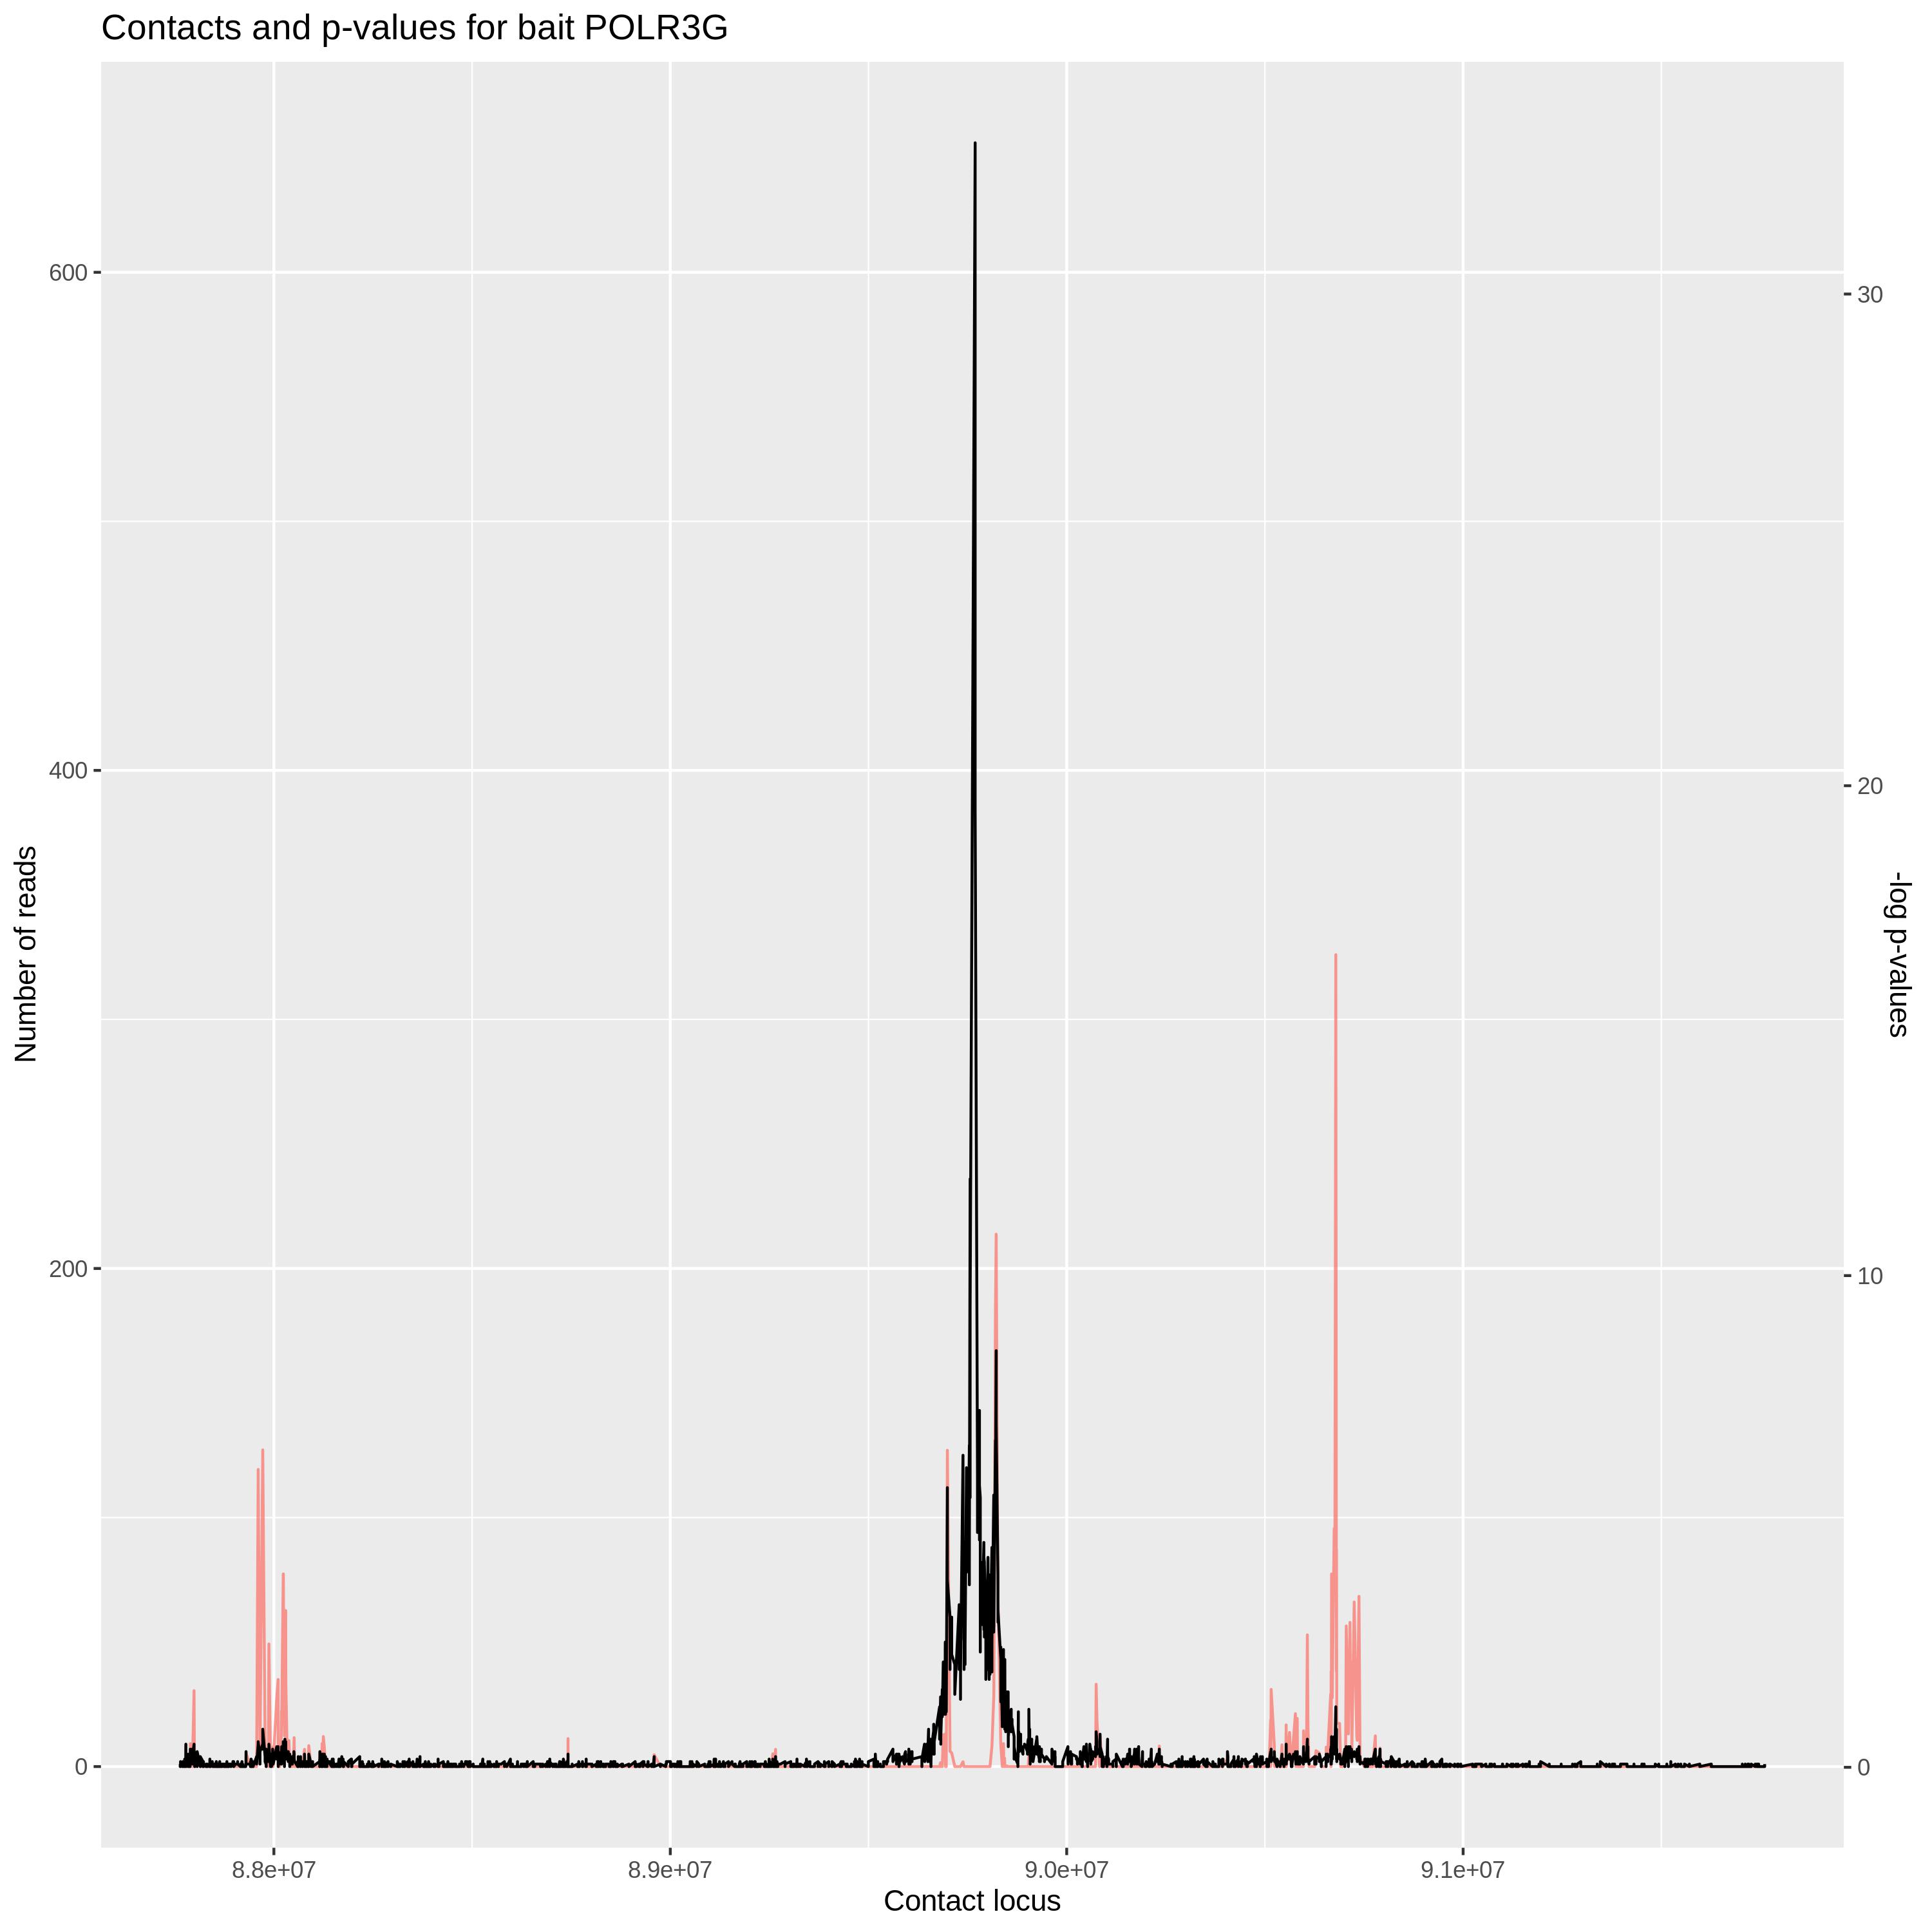 Contacts and p-values for bait POLR3G
600
400
200
0
30
20
10
0
Number of reads
-log p-values
8.8e+07
8.9e+07
9.0e+07
9.1e+07
Contact locus